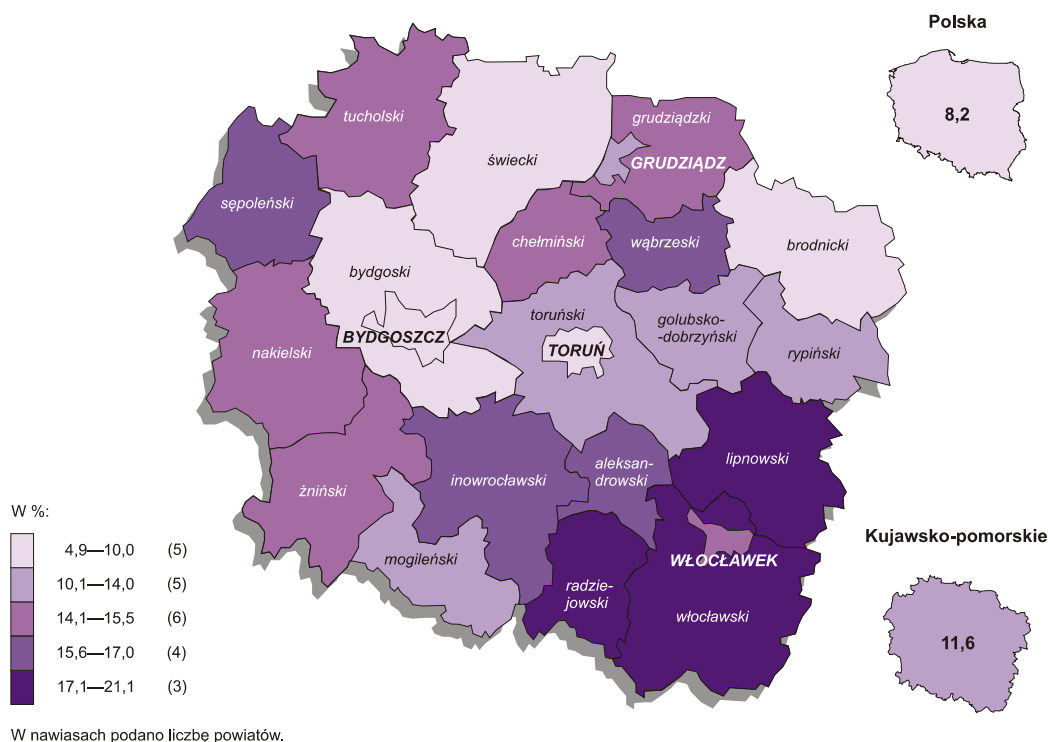 Polska
8,2
tucholski
grudziądzki
świecki
GRUDZIĄDZ
sępoleński
chełmiński
wąbrzeski
brodnicki
bydgoski
toruński
golubsko-
-dobrzyński
BYDGOSZCZ
TORUŃ
rypiński
nakielski
lipnowski
aleksan-
drowski
inowrocławski
żniński
mogileński
WŁOCŁAWEK
radzie-
jowski
włocławski
Kujawsko-pomorskie
11,6
W %:
4,9—10,0 (5)
10,1—14,0 (5)
14,1—15,5 (6)
15,6—17,0 (4)
17,1—21,1 (3)
W nawiasach podano liczbę powiatów.